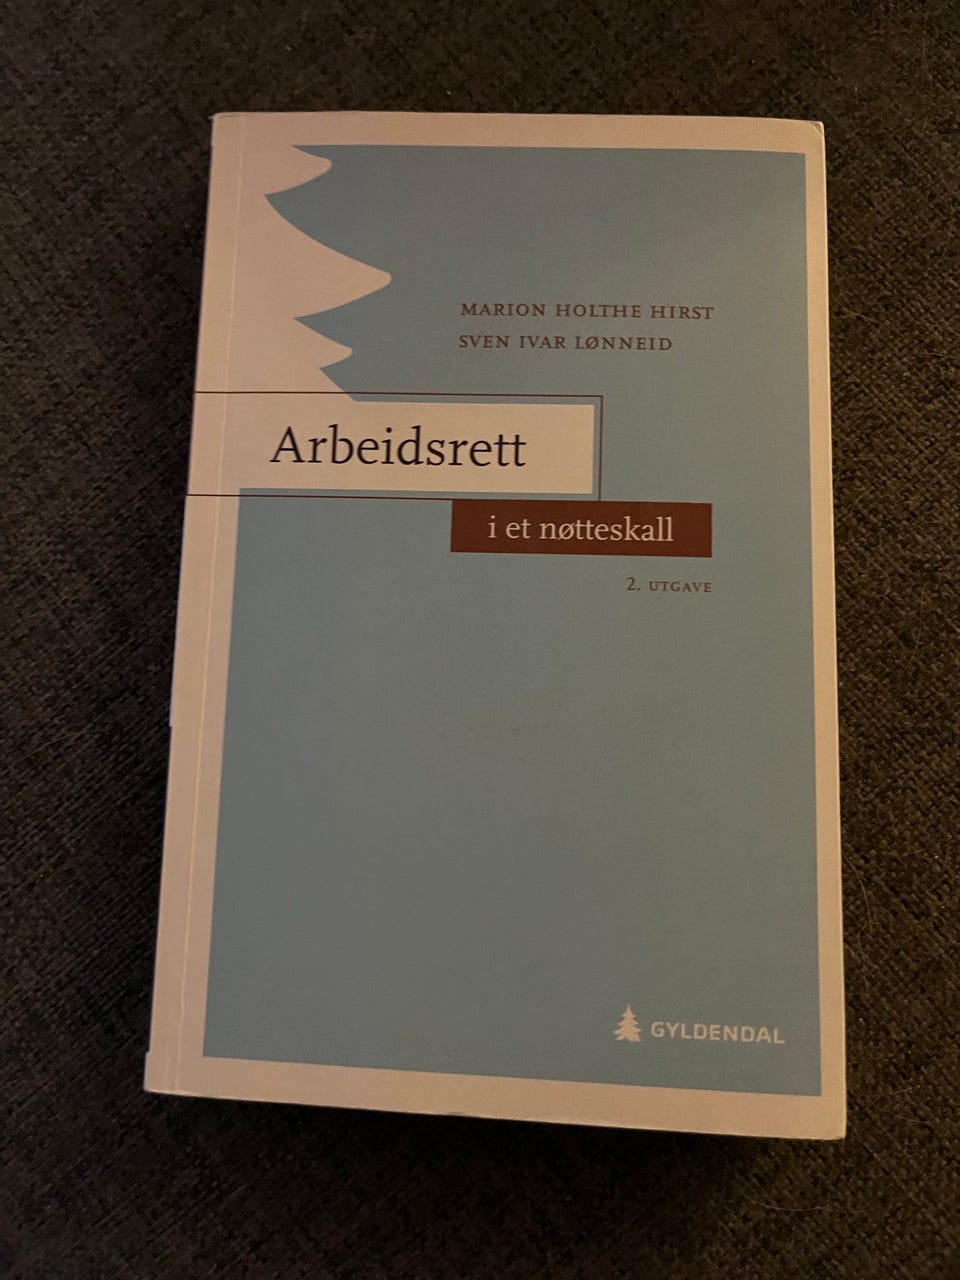 MARION HOLTHE HIRST
SVEN IVAR LØNNEID
Arbeidsrett
i et nøtteskall
2. UTGAVE
GYLDENDAL